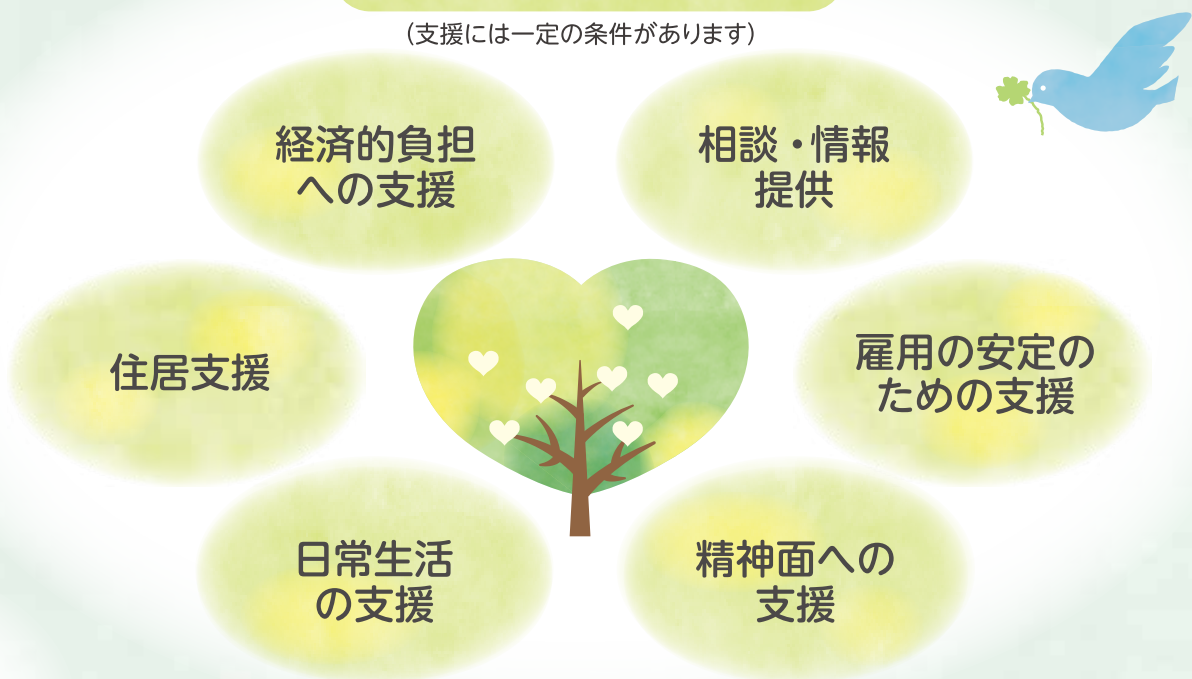 (支援には一定の条件があります)
経済的負担
への支援
相談・情報
提供
住居支援
雇用の安定の
ための支援
日常生活
の支援
精神面への
支援